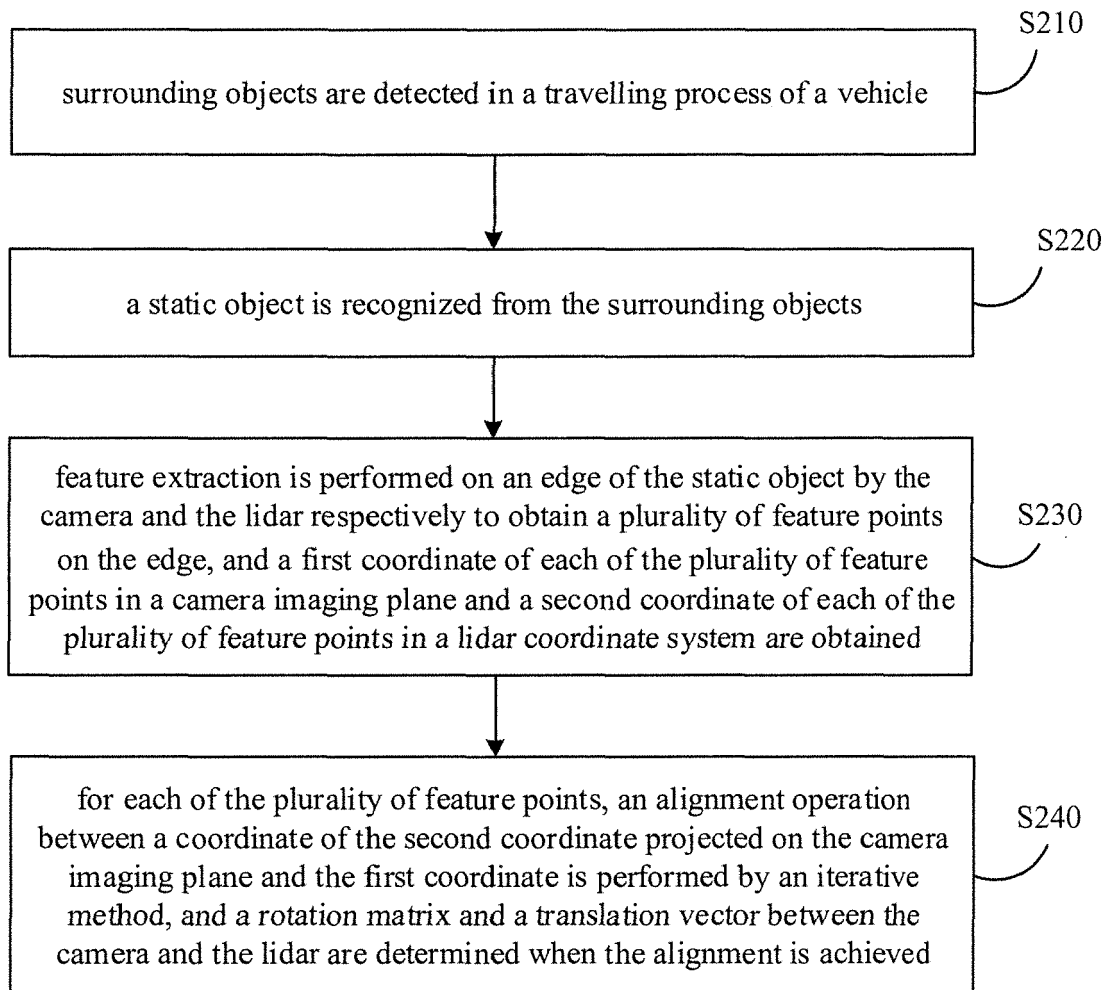 S210
surrounding objects are detected in a travelling process of a vehicle
S220
a static object is recognized from the surrounding objects
feature extraction is performed on an edge of the static object by the
camera and the lidar respectively to obtain a plurality of feature points
on the edge, and a first coordinate of each of the plurality of feature
points in a camera imaging plane and a second coordinate of each of the
plurality of feature points in a lidar coordinate system are obtained
S230
for each of the plurality of feature points, an alignment operation
between a coordinate of the second coordinate projected on the camera
imaging plane and the first coordinate is performed by an iterative
method, and a rotation matrix and a translation vector between the
camera and the lidar are determined when the alignment is achieved
S240